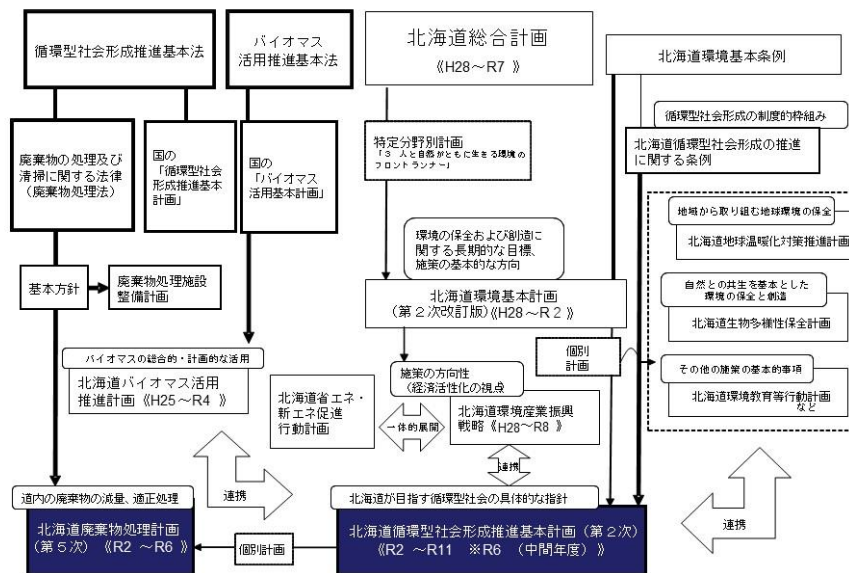 循環型社会形成推進基本法
バイオマス
活用推進基本法
北海道総合計画
《H28～R7 》
北海道環境基本条例
循環型社会形成の制度的枠組み
北海道循環型社会形成の推進
に関する条例
廃棄物の処理及び
清掃に関する法律
(廃棄物処理法)
国の
「循環型社会
形成推進基本
計画」
国の
「バイオマス
活用基本計画」
特定分野別計画
「3 人と自然がともに生きる環境の
フロントランナー」
地域から取り組む地球環境の保全
北海道地球温暖化対策推進計画
環境の保全および創造に
関する長期的な目標、
施策の基本的な方向
自然との共生を基本とした
環境の保全と創造
北海道生物多様性保全計画
基本方針
廃棄物処理施設
整備計画
北海道環境基本計画
(第2次改訂版)《H28～R2 》
個別
計画
その他の施策の基本的事項
北海道環境教育等行動計画
など
バイオマスの総合的・計画的な活用
北海道バイオマス活用
推進計画《H25～R4 》
施策の方向性
(経済活性化の視点
北海道省エネ・
新エネ促進
行動計画
一体的展開
北海道環境産業振興
戦略《H28～R8 》
連携
連携
連携
道内の廃棄物の減量、適正処理
北海道が目指す循環型社会の具体的な指針
北海道廃棄物処理計画
(第5次) 《R2 ～R6 》
個別計画
北海道循環型社会形成推進基本計画(第2次)
《R2 ～R11 ※R6 (中間年度) 》